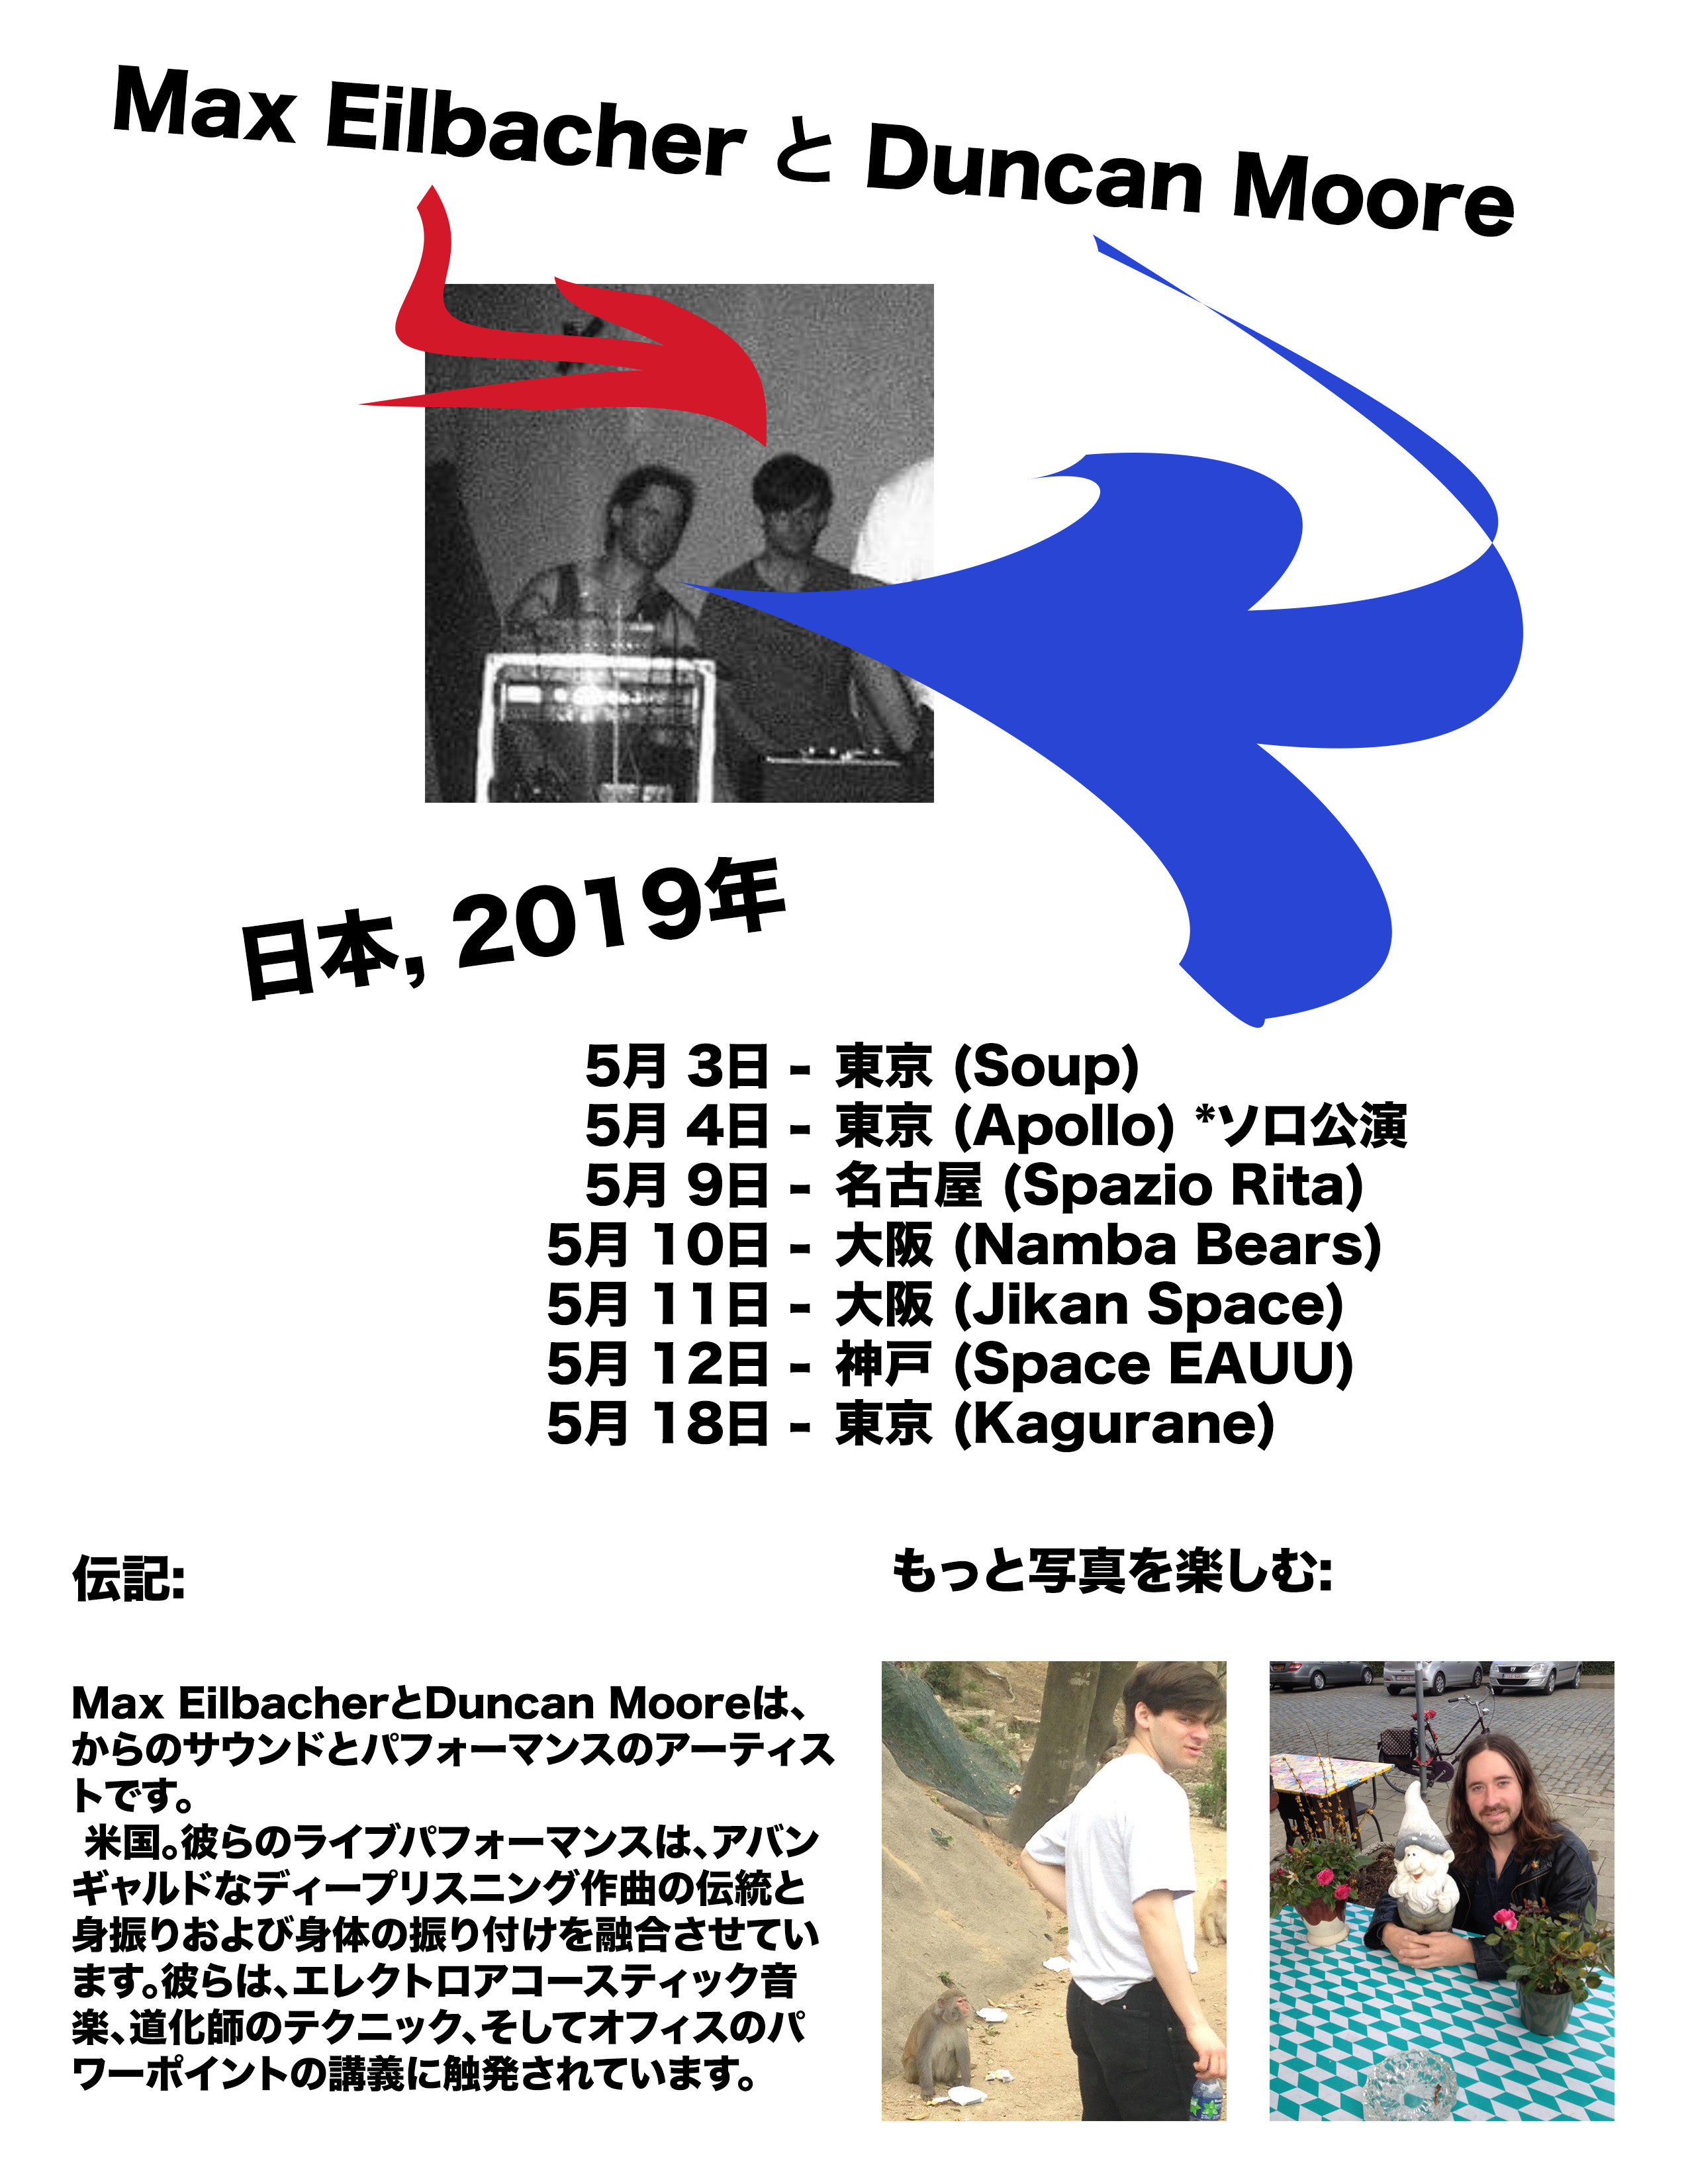 Max Eilbacher と Duncan Moore
日本, 2019年
5月 3日 - 東京 (Soup)
5月 4日 - 東京 (Apollo) *ソロ公演
5月 9日 - 名古屋 (Spazio Rita)
5月 10日 - 大阪 (Namba Bears)
5月 11日 - 大阪 (Jikan Space)
5月 12日 - 神戸 (Space EAUU)
5月 18日 - 東京 (Kagurane)
伝記:
Max EilbacherとDuncan Mooreは、
からのサウンドとパフォーマンスのアーティス
トです。
米国。彼らのライブパフォーマンスは、アバン
ギャルドなディープリスニング作曲の伝統と
身振りおよび身体の振り付けを融合させてい
ます。彼らは、エレクトロアコースティック音
楽、道化師のテクニック、そしてオフィスのパ
ワーポイントの講義に触発されています。
もっと写真を楽しむ: